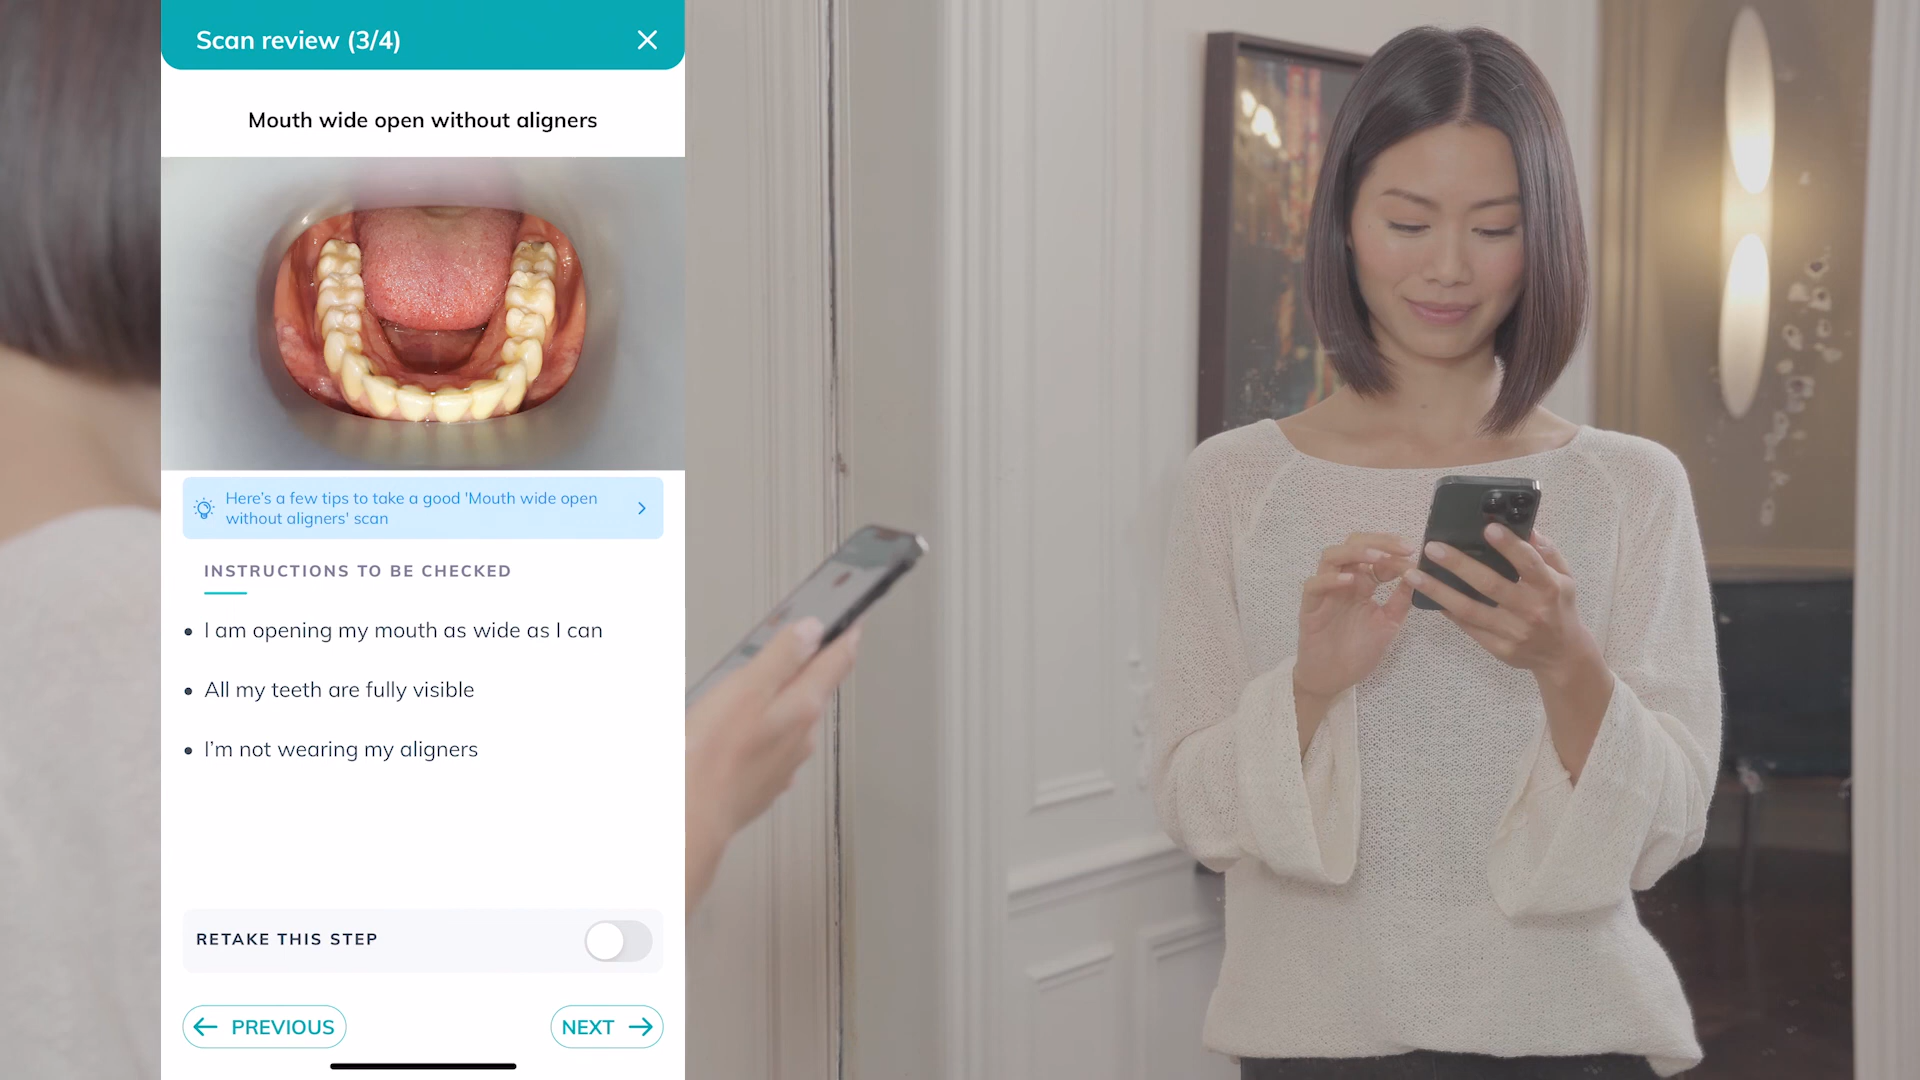 Scan review (3/4)
Mouth wide open without aligners
Here's a few tips to take a good 'Mouth wide open
without aligners' scan
INSTRUCTIONS TO BE CHECKED
I am opening my mouth as wide as I can
All my teeth are fully visible
I'm not wearing my aligners
RETAKE THIS STEP
PREVIOUS
NEXT